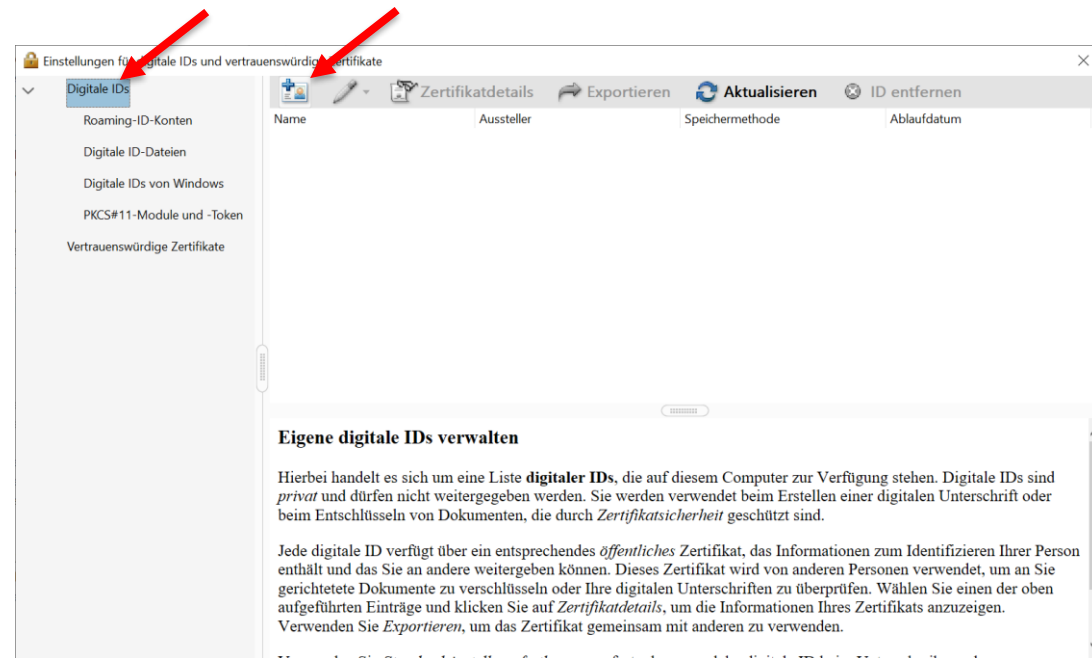 Einstellungen für digitale IDs und vertrauenswürdige Zertifikate
Digitale IDs
Zertifikatdetails Exportieren Aktualisieren ID entfernen
Roaming-ID-Konten
Digitale ID-Dateien
Digitale IDs von Windows
PKCS#11-Module und -Token
Vertrauenswürdige Zertifikate
Name Aussteller Speichermethode Ablaufdatum
Eigene digitale IDs verwalten
Hierbei handelt es sich um eine Liste digitaler IDs, die auf diesem Computer zur Verfügung stehen. Digitale IDs sind
privat und dürfen nicht weitergegeben werden. Sie werden verwendet beim Erstellen einer digitalen Unterschrift oder
beim Entschlüsseln von Dokumenten, die durch Zertifikatsicherheit geschützt sind.
Jede digitale ID verfügt über ein entsprechendes öffentliches Zertifikat, das Informationen zum Identifizieren Ihrer Person
enthält und das Sie an andere weitergeben können. Dieses Zertifikat wird von anderen Personen verwendet, um an Sie
gerichtetete Dokumente zu verschlüsseln oder Ihre digitalen Unterschriften zu überprüfen. Wählen Sie einen der oben
aufgeführten Einträge und klicken Sie auf Zertifikatdetails, um die Informationen Ihres Zertifikats anzuzeigen.
Verwenden Sie Exportieren, um das Zertifikat gemeinsam mit anderen zu verwenden.